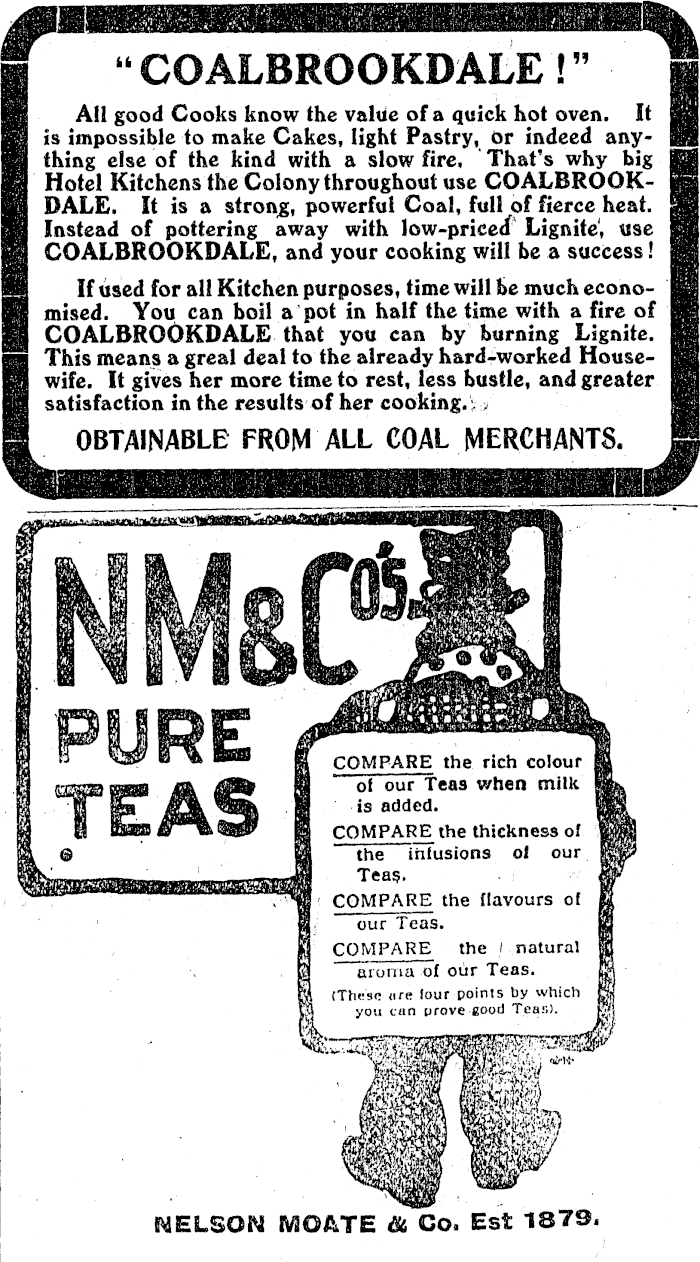 “COALBROOKDALE!”
All good Cooks know the value of a quick hot oven. It
is impossible to make Cakes, light Pastry, or indeed any-
thing else of the kind with a slow fire. That's why big
Hotel Kitchens the Colony throughout use COALBROOK-
DALE. It is a strong, powerful Coal, full of fierce heat.
Instead of pottering away with low-priced Lignite, use
COALBROOKDALE, and your cooking will be a success!
If used for all Kitchen purposes, time will be much econo-
mised. You can boil a pot in half the time with a fire of
COALBROOKDALE that you can by burning Lignite.
This means a greal deal to the already hard-worked House-
wife. It gives her more time to rest, less bustle, and greater
satisfaction in the results of her cooking.
OBTAINABLE FROM ALL COAL MERCHANTS.
NM&Co's.
PURE
TEAS
COMPARE the rich colour
of our Teas when milk
is added.
COMPARE the thickness of
the infusions of our
Teas.
COMPARE the flavours of
our Teas.
COMPARE the natural
aroma of our Teas.
(These are four points by which
you can prove good Teas).
NELSON MOATE & Co. Est 1879.